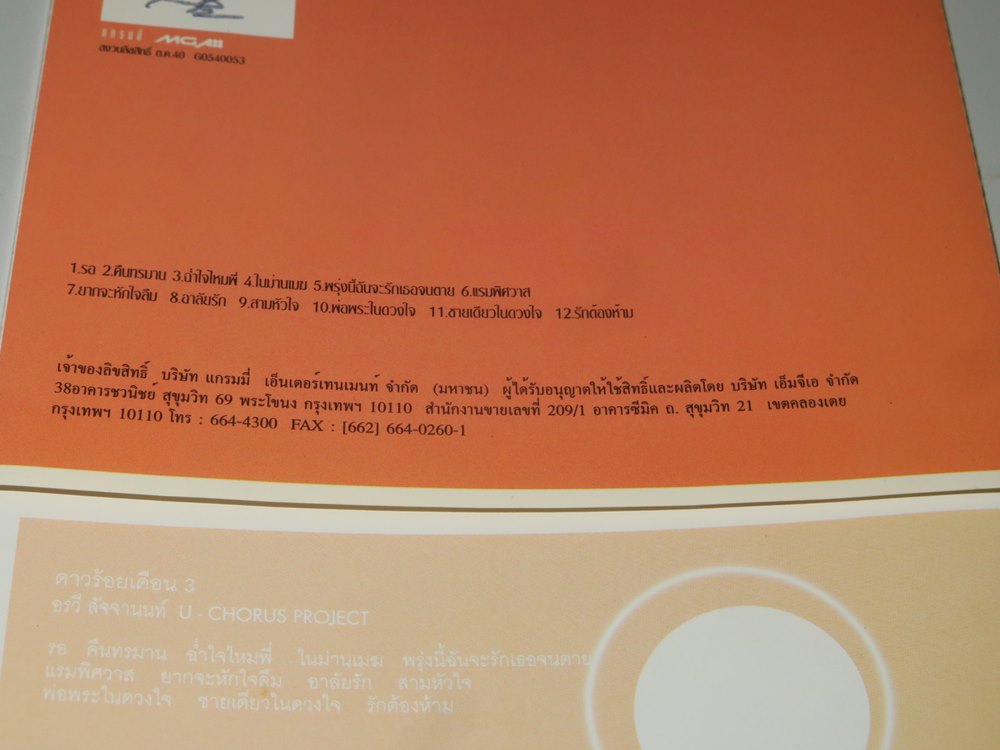 แกรมมี่ MGA
สงวนลิขสิทธิ์ ต.ค.40 G0540053
1.รอ 2.คืนทรมาน 3.ฉ่ำใจไหมพี่ 4.ในม่านเมฆ 5.พรุ่งนี้ฉันจะรักเธอจนตาย 6.แรมพิศวาส
7.ยากจะหักใจลืม 8.อาลัยรัก 9.สามหัวใจ 10.พ่อพระในดวงใจ 11.ชายเดียวในดวงใจ 12.รักต้องห้าม
เจ้าของลิขสิทธิ์ บริษัท แกรมมี่ เอ็นเตอร์เทนเมนท์ จำกัด (มหาชน) ผู้ได้รับอนุญาตให้ใช้สิทธิ์และผลิตโดย บริษัท เอ็มจีเอ จำกัด
38อาคารชวนิชย์ สุขุมวิท 69 พระโขนง กรุงเทพฯ 10110 สำนักงานขายเลขที่ 209/1 อาคารซีมิค ถ. สุขุมวิท 21 เขตคลองเตย
กรุงเทพฯ 10110 โทร : 664-4300 FAX : [662] 664-0260-1
ดาวร้อยเดือน 3
อรวี สัจจานนท์ U - CHORUS PROJECT
รอ คืนทรมาน ฉ่ำใจไหมพี่ ในม่านเมฆ พรุ่งนี้ฉันจะรักเธอจนตาย
แรมพิศวาส ยากจะหักใจลืม อาลัยรัก สามหัวใจ
พ่อพระในดวงใจ ชายเดียวในดวงใจ รักต้องห้าม